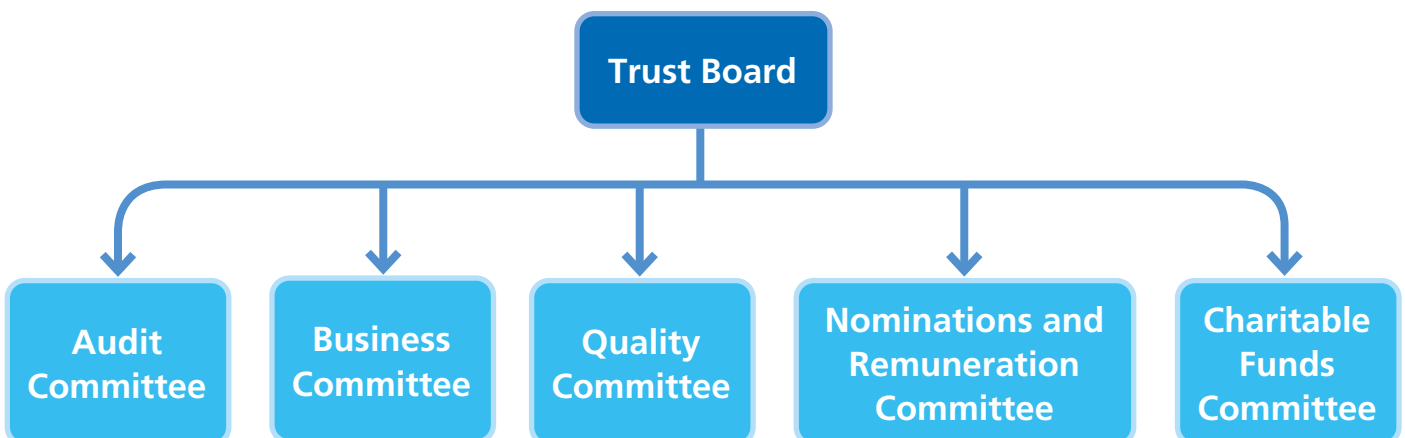 Trust Board
Audit
Committee
Business
Committee
Quality
Committee
Nominations and
Remuneration
Committee
Charitable
Funds
Committee